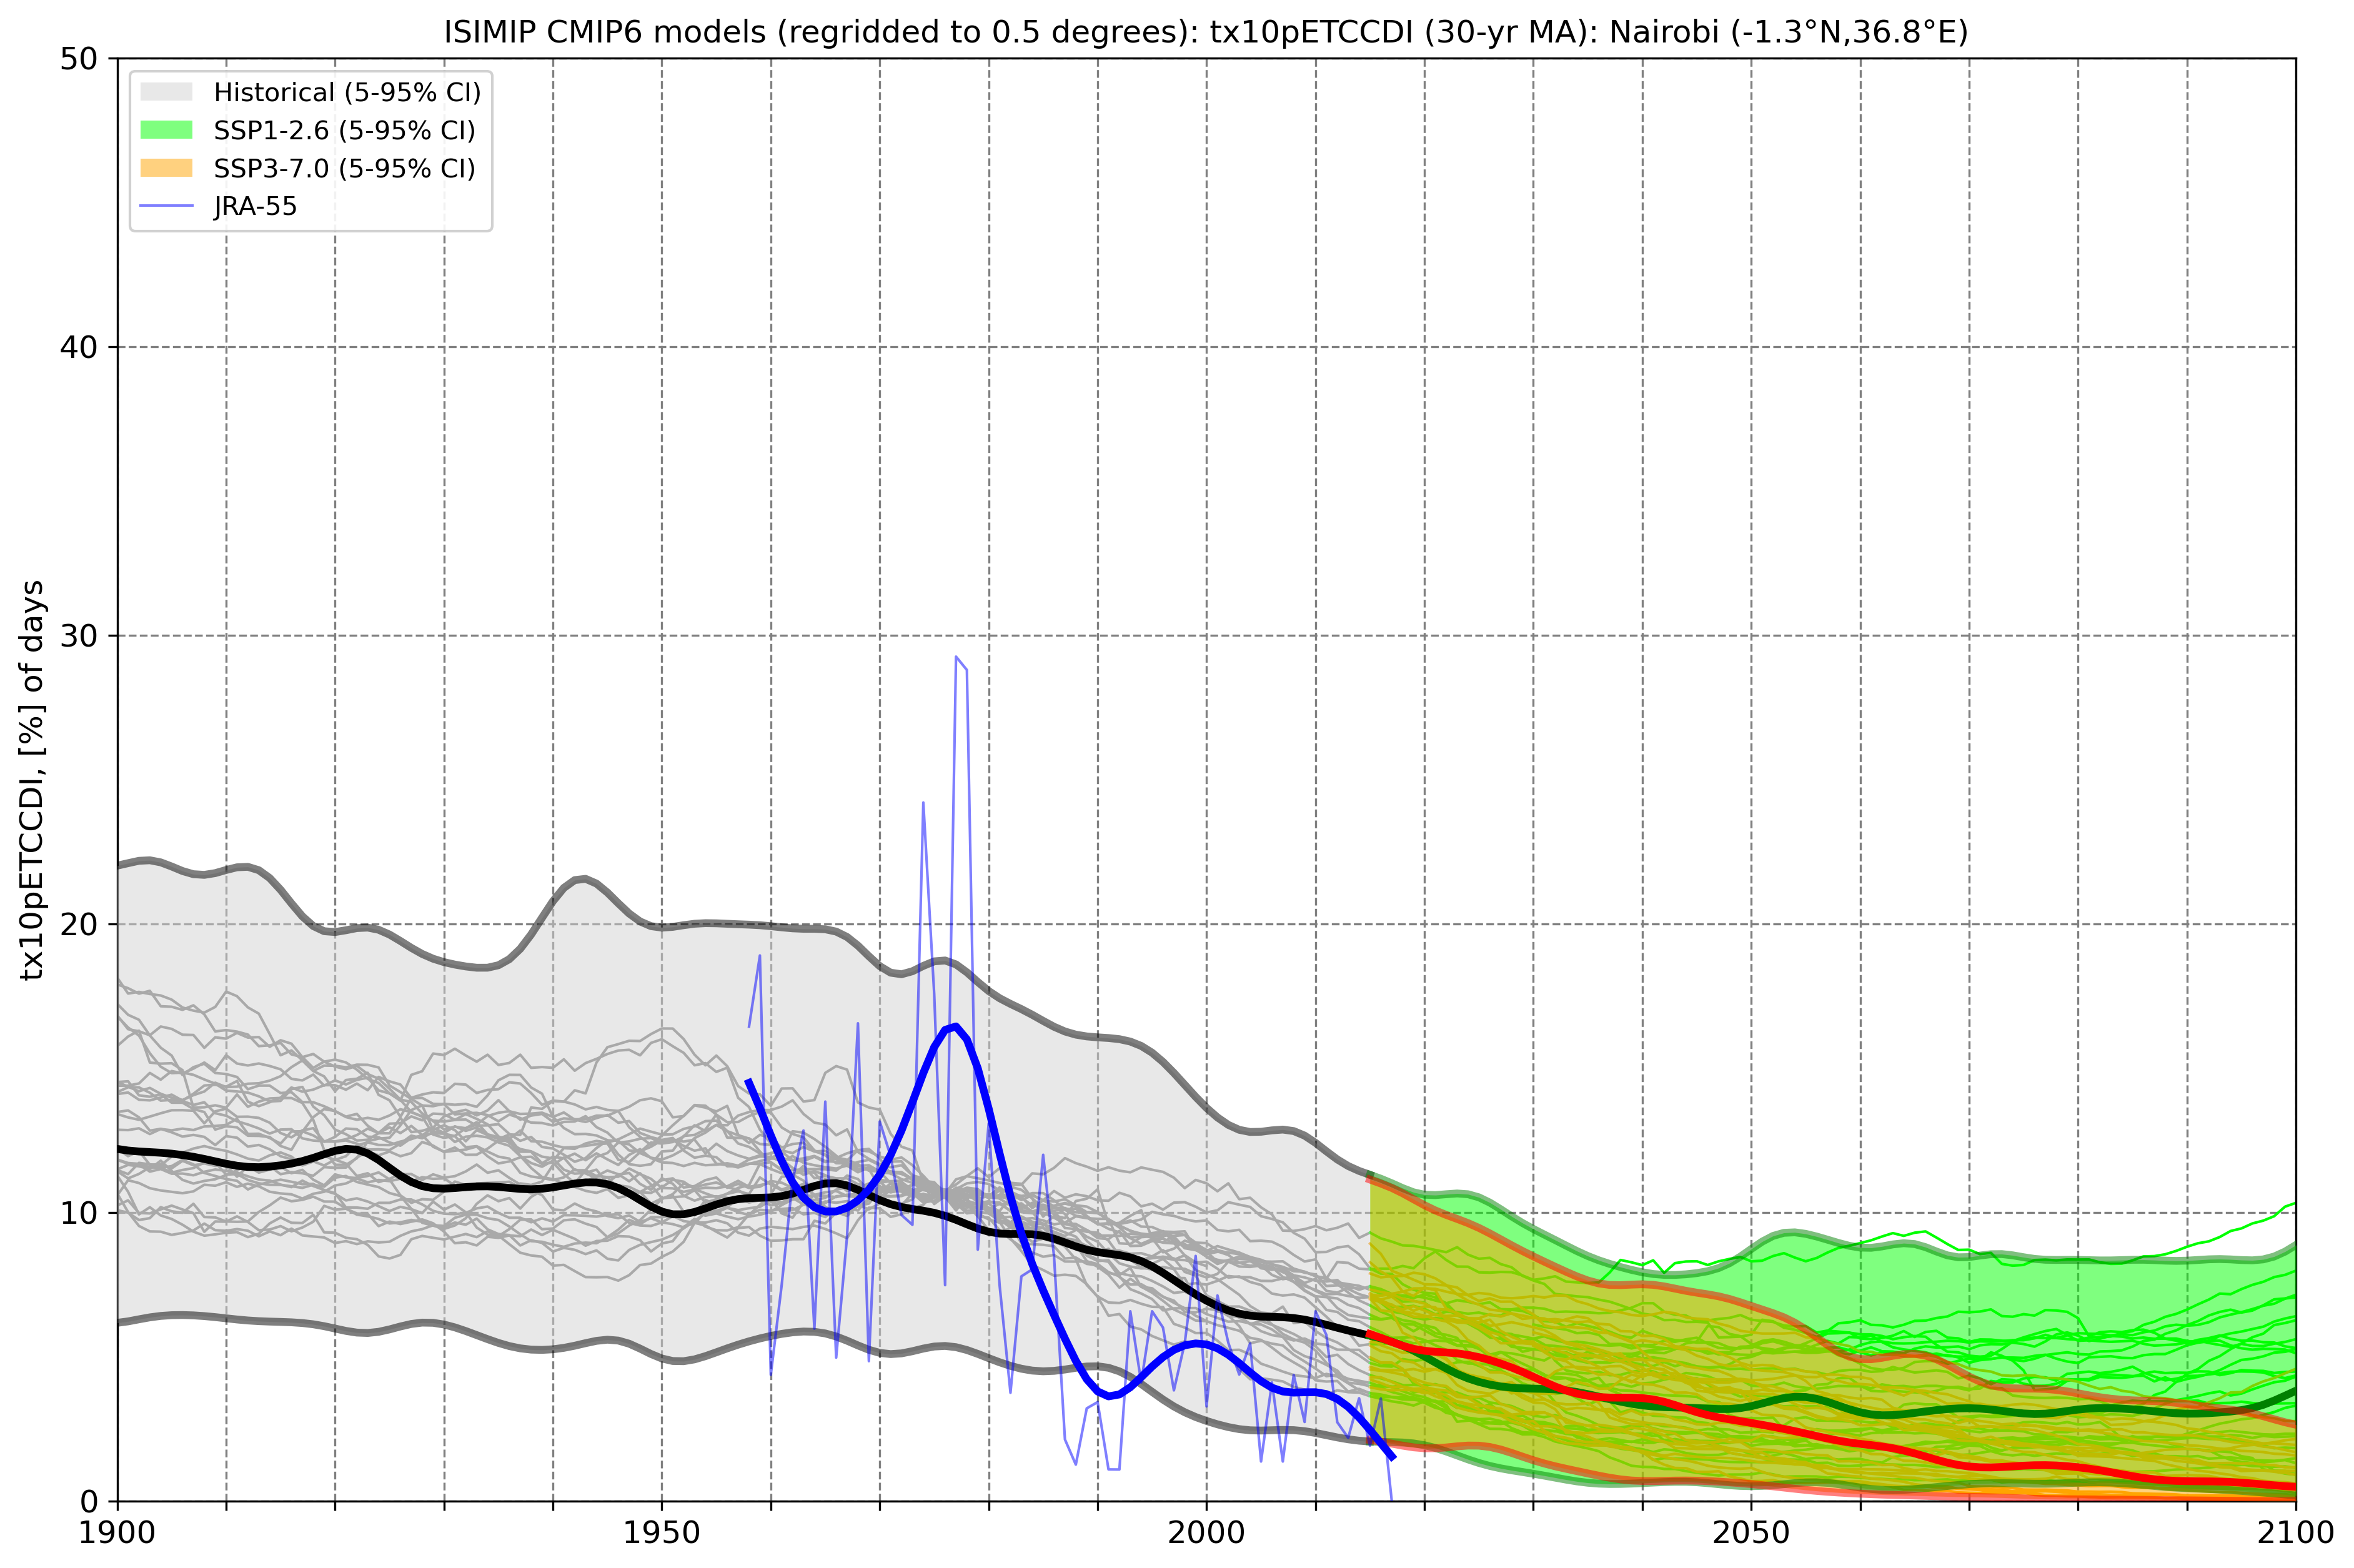 ISIMIP CMIP6 models (regridded to 0.5 degrees): tx10pETCCDI (30-yr MA): Nairobi (-1.3°N,36.8°E)
Historical (5-95% CI)
SSP1-2.6 (5-95% CI)
SSP3-7.0 (5-95% CI)
JRA-55
tx10pETCCDI, [%] of days
50
40
30
20
10
0
1900
1950
2000
2050
2100